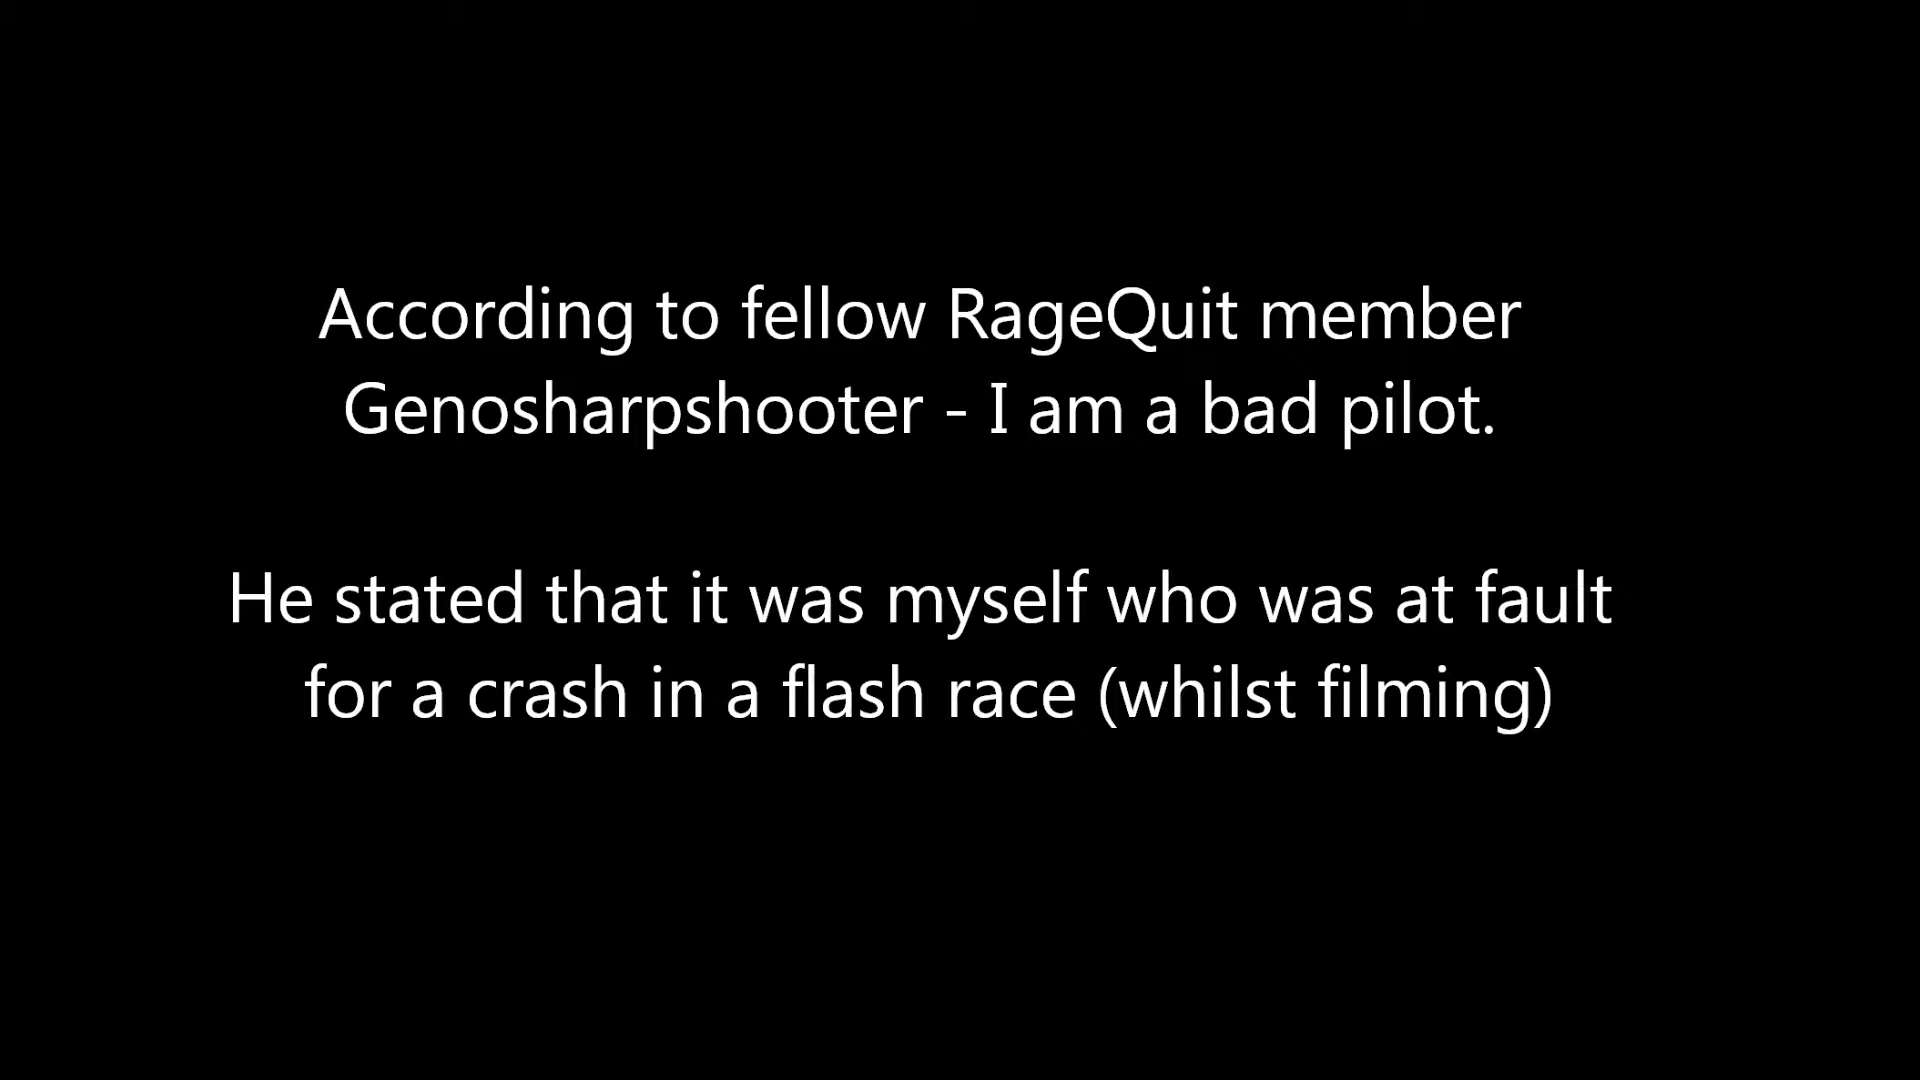 According to fellow RageQuit member
Genosharpshooter - I am a bad pilot.
He stated that it was myself who was at fault
for a crash in a flash race (whilst filming)